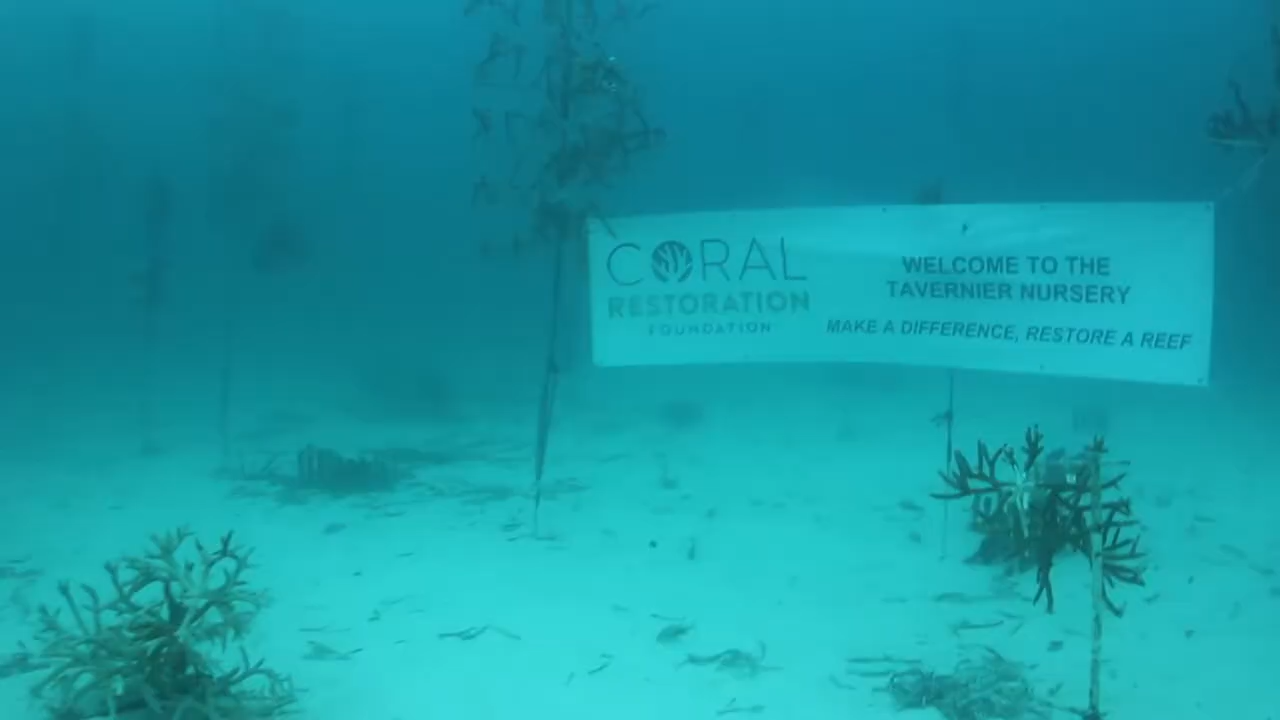 CORAL
RESTORATION
FOUNDATION
WELCOME TO THE
TAVERNIER NURSERY
MAKE A DIFFERENCE, RESTORE A REEF